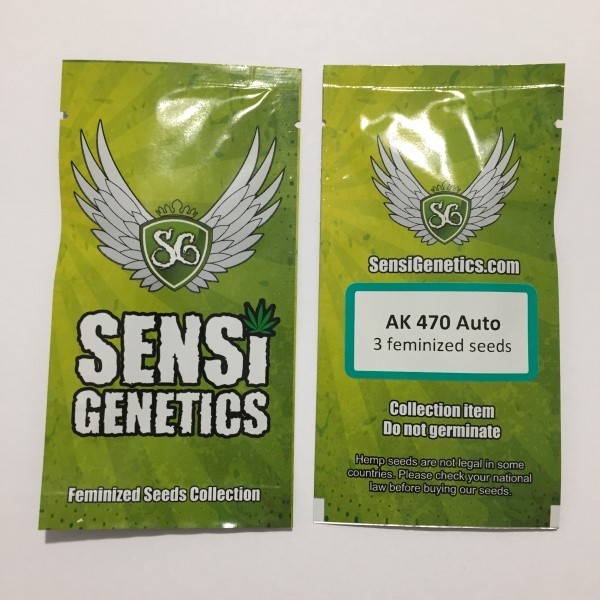 SG
SENSi
GENETICS
Feminized Seeds Collection
SG
SensiGenetics.com
AK 470 Auto
3 feminized seeds
Collection item
Do not germinate
Hemp seeds are not legal in some
countries. Please check your national
law before buying our seeds.